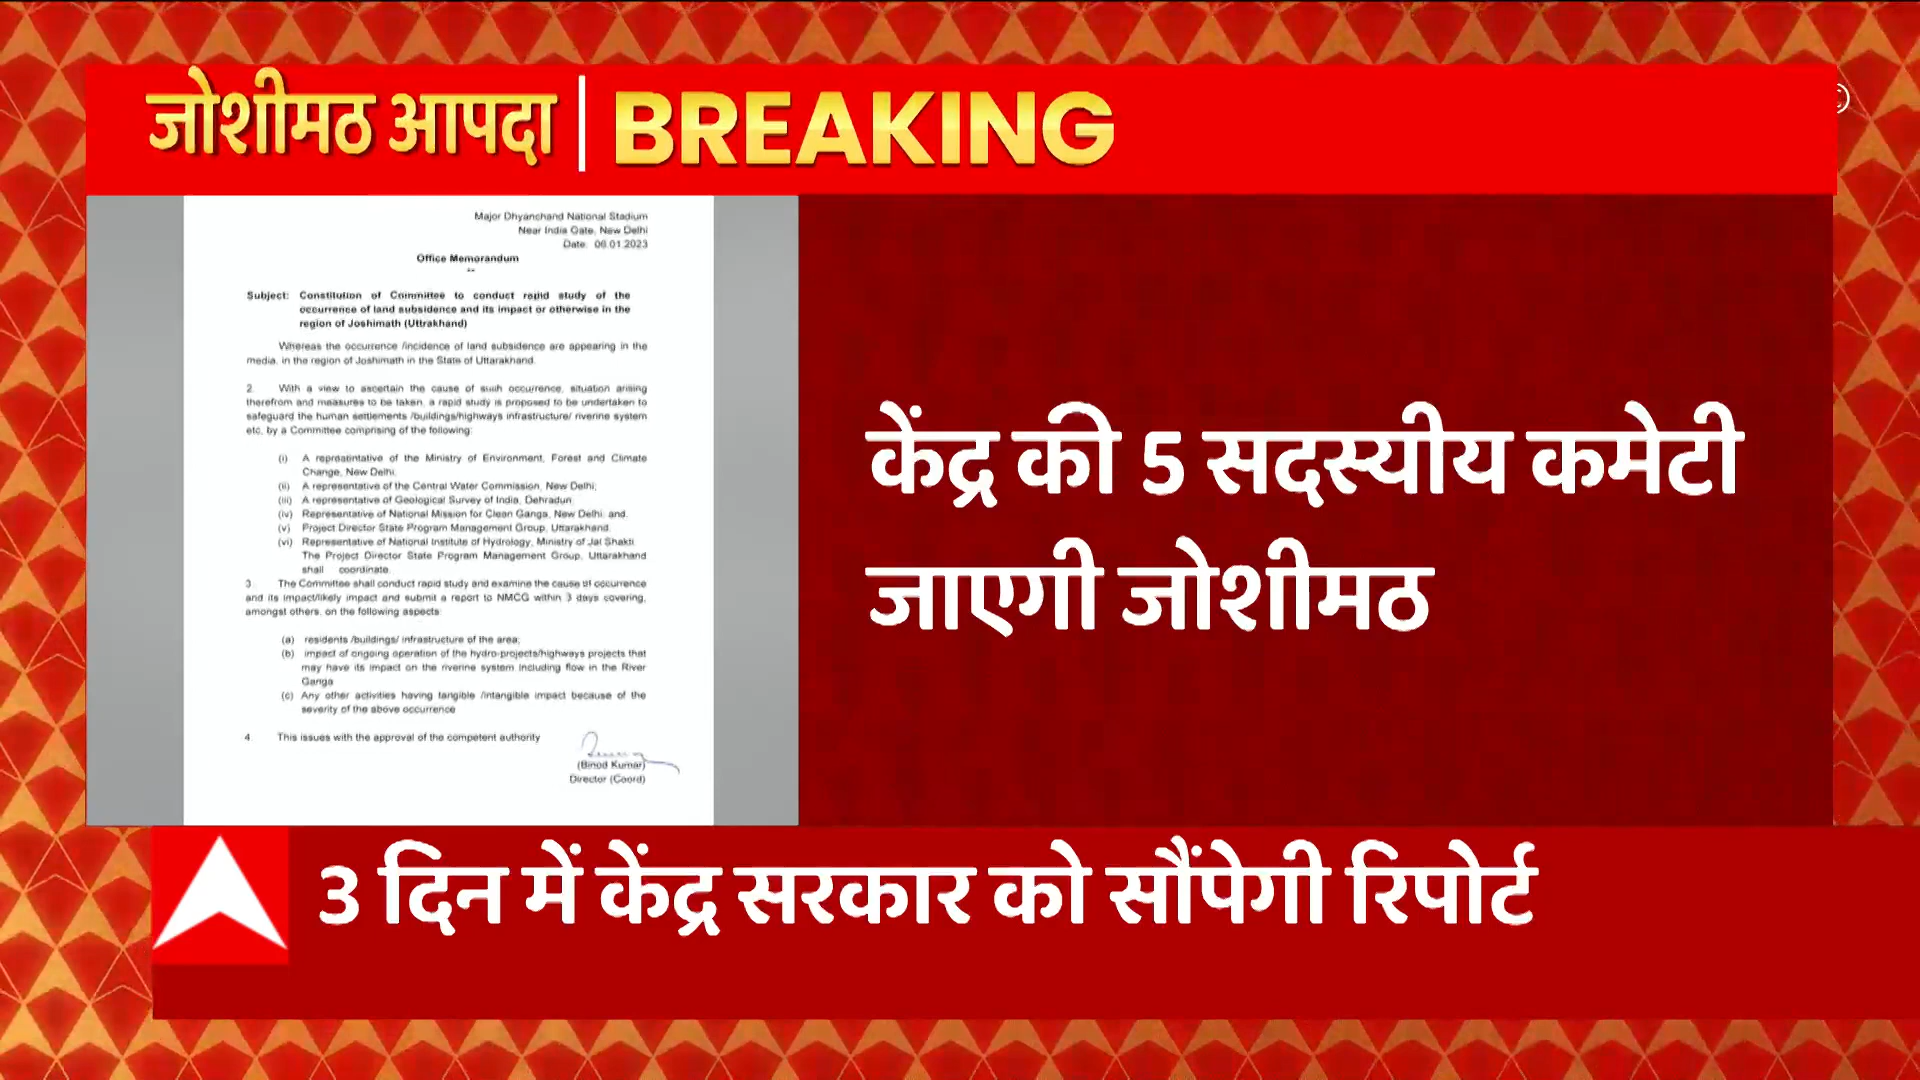 जोशीमठ आपदा | BREAKING
Major Dhyanchand National Stadium
Near India Gate, New Delhi
Date: 06.01.2023
Office Memorandum
Subject: Constitution of Committee to conduct rapid study of the
occurrence of land subsidence and its impact or otherwise in the
region of Joshimath (Uttrakhand)
Whereas the occurrence /incidence of land subsidence are appearing in the
media, in the region of Joshimath in the State of Uttarakhand.
2. With a view to ascertain the cause of such occurrence, situation arising
therefrom and measures to be taken, a rapid study is proposed to be undertaken to
safeguard the human settlements /buildings/highways infrastructure/ riverine system
etc. by a Committee comprising of the following:
(i) A representative of the Ministry of Environment, Forest and Climate
Change, New Delhi;
(ii) A representative of the Central Water Commission, New Delhi;
(iii) A representative of Geological Survey of India, Dehradun
(iv) Representative of National Mission for Clean Ganga, New Delhi and.
(v) Project Director State Program Management Group, Uttarakhand.
(vi) Representative of National Institute of Hydrology, Ministry of Jal Shakti.
The Project Director State Program Management Group, Uttarakhand
shall coordinate.
3. The Committee shall conduct rapid study and examine the cause of occurrence
and its impact/likely impact and submit a report to NMCG within 3 days covering,
amongst others, on the following aspects:
(a) residents /buildings/ infrastructure of the area;
(b) impact of ongoing operation of the hydro-projects/highways projects that
may have its impact on the riverine system including flow in the River
Ganga
(c) Any other activities having tangible /intangible impact because of the
severity of the above occurrence
4. This issues with the approval of the competent authority
(Binod Kumar)
Director (Coord)
केंद्र की 5 सदस्यीय कमेटी
जाएगी जोशीमठ
3 दिन में केंद्र सरकार को सौंपेगी रिपोर्ट